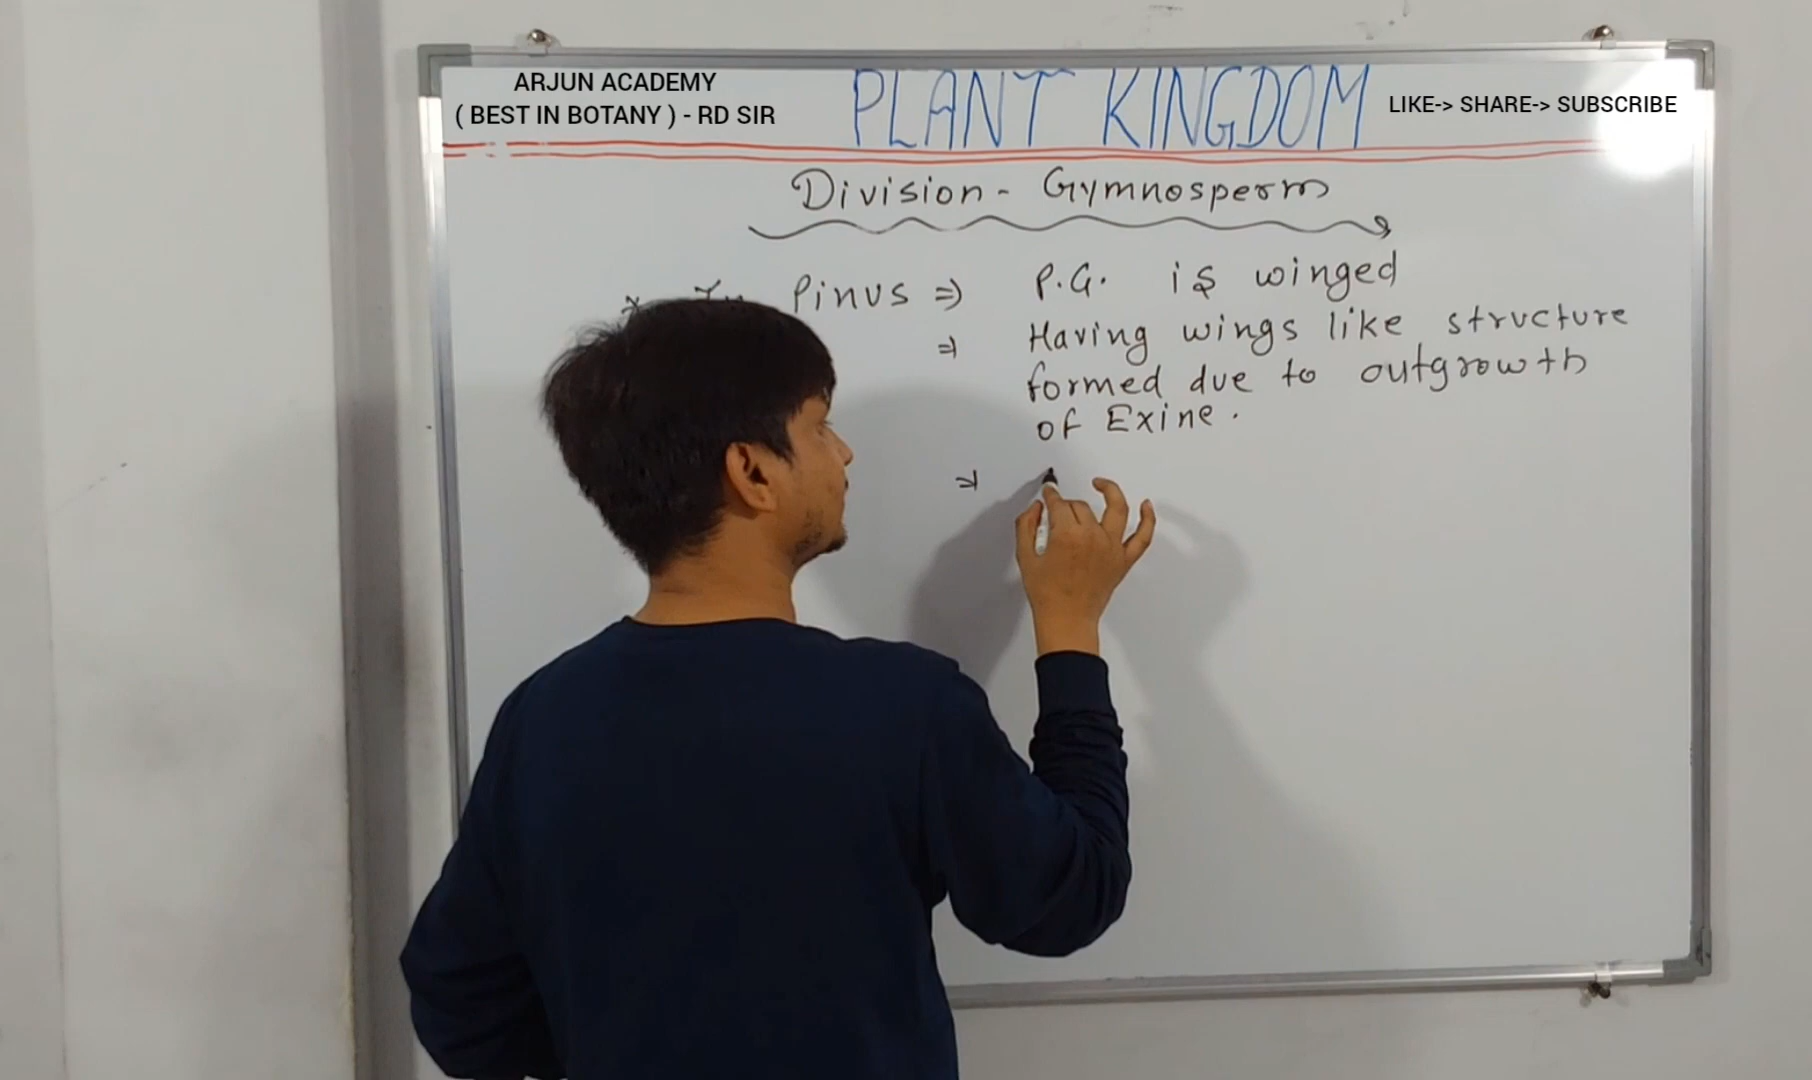 ARJUN ACADEMY
( BEST IN BOTANY ) - RD SIR
PLANT KINGDOM
LIKE-> SHARE-> SUBSCRIBE
Division - Gymnosperm
Pinus ⇒ P.G. is winged
⇒ Having wings like structure
formed due to outgrowth
of Exine.
⇒